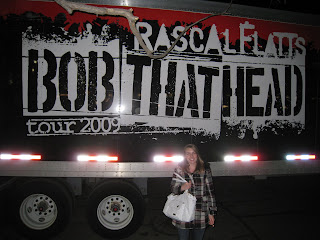 RASCAL FLATTS
BOB THAT HEAD
tour 2009